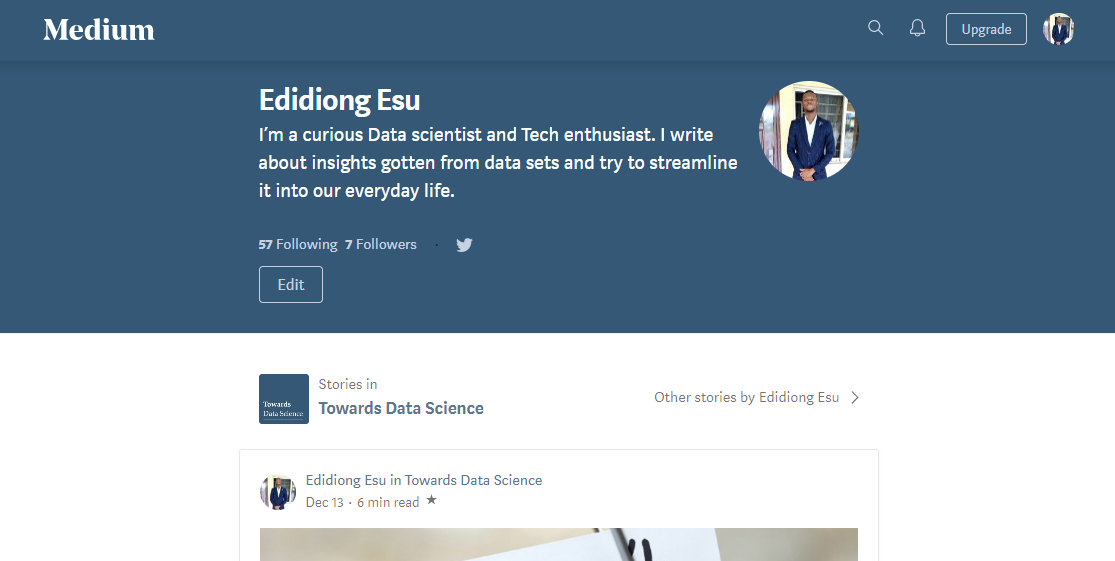 Medium
Upgrade
Edidiong Esu
I'm a curious Data scientist and Tech enthusiast. I write
about insights gotten from data sets and try to streamline
it into our everyday life.
57 Following 7 Followers ·
Edit
Towards
Data Science
Stories in
Towards Data Science
Other stories by Edidiong Esu
Edidiong Esu in Towards Data Science
Dec 13 · 6 min read ★